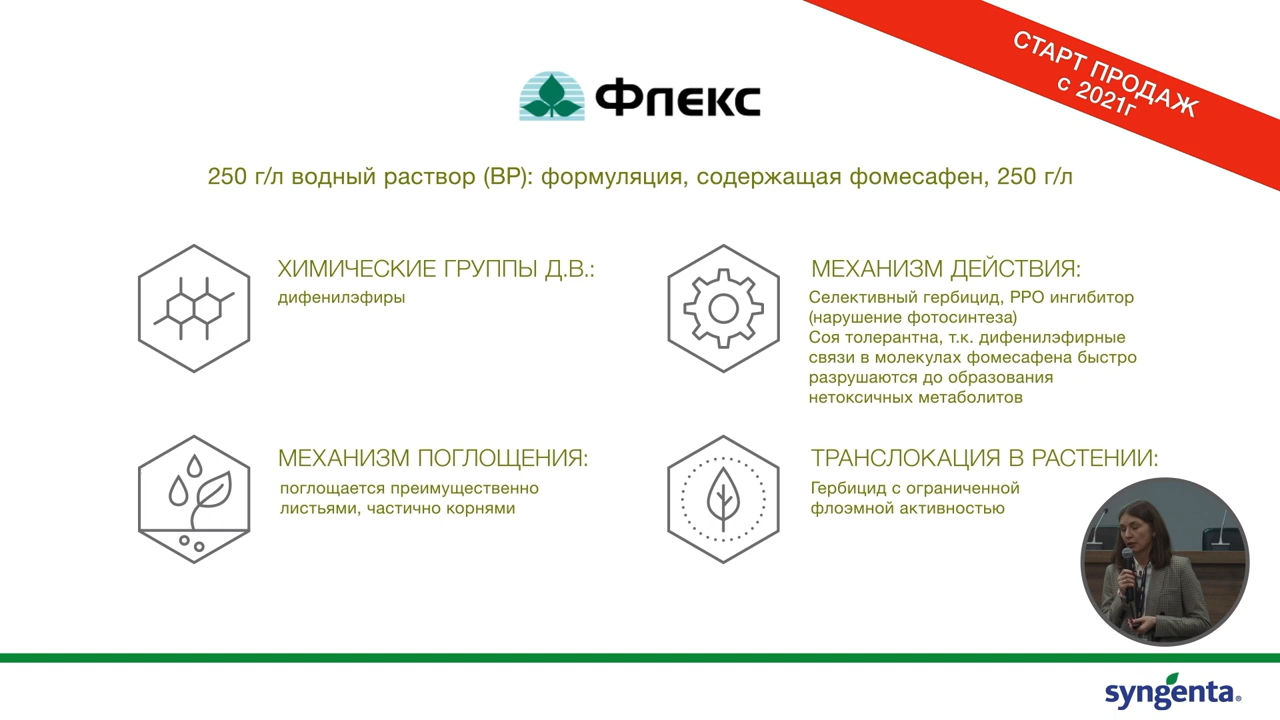 СТАРТ ПРОДАЖ
с 2021г
Флекс
250 г/л водный раствор (ВР): формуляция, содержащая фомесафен, 250 г/л
ХИМИЧЕСКИЕ ГРУППЫ Д.В.:
дифенилэфиры
МЕХАНИЗМ ДЕЙСТВИЯ:
Селективный гербицид, РРО ингибитор
(нарушение фотосинтеза)
Соя толерантна, т.к. дифенилэфирные
связи в молекулах фомесафена быстро
разрушаются до образования
нетоксичных метаболитов
МЕХАНИЗМ ПОГЛОЩЕНИЯ:
поглощается преимущественно
листьями, частично корнями
ТРАНСЛОКАЦИЯ В РАСТЕНИИ:
Гербицид с ограниченной
флоэмной активностью
syngenta®